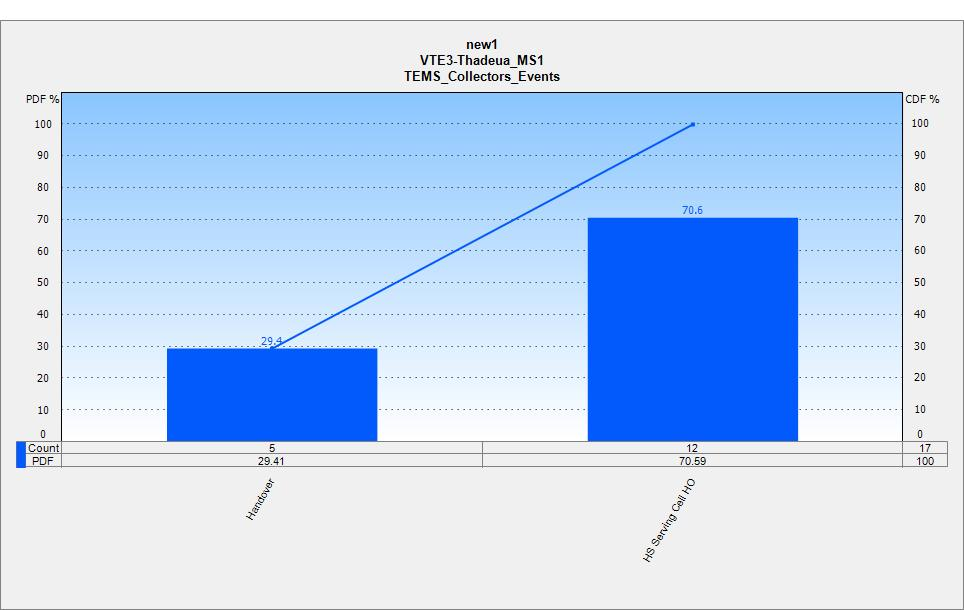 new1
VTE3-Thadeua_MS1
TEMS_Collectors_Events
PDF % CDF %
100 100
90 90
80 80
70 70
60 60
50 50
40 40
30 30
20 20
10 10
0 0
29.4
70.6
Count 5 12 17
PDF 29.41 70.59 100
Handover
HS Serving Cell HO